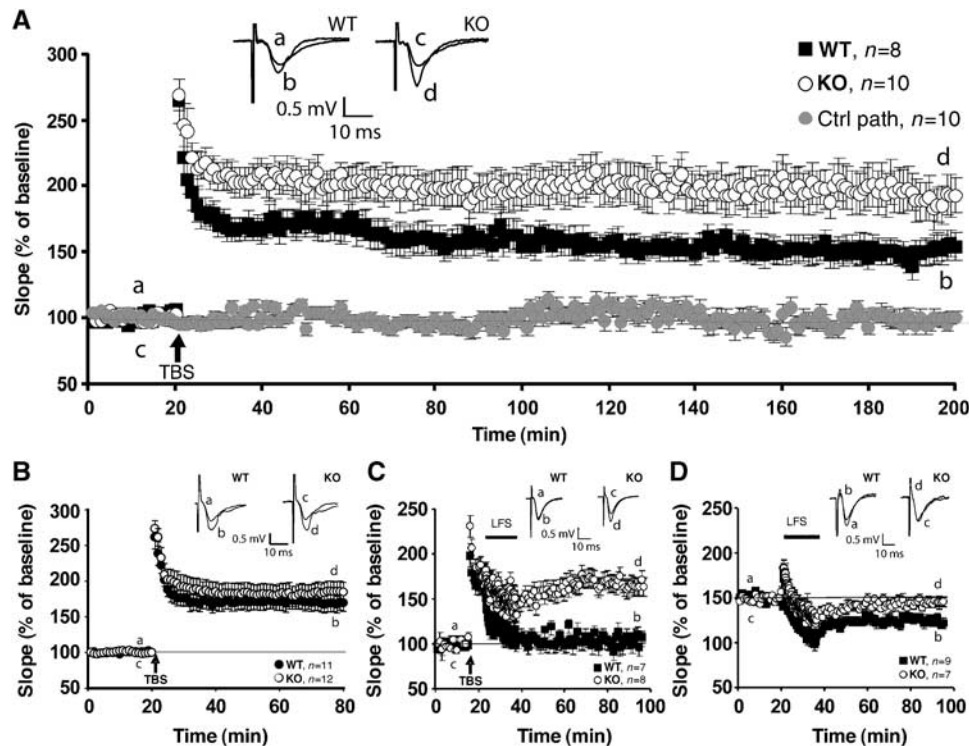 A
WT
KO
a
b
c
d
0.5 mV
10 ms
WT, n=8
KO, n=10
Ctrl path, n=10
Slope (% of baseline)
300
250
200
150
100
50
d
b
a
c
TBS
0 20 40 60 80 100 120 140 160 180 200
Time (min)
B
WT
KO
a
b
c
d
0.5 mV
10 ms
Slope (% of baseline)
300
250
200
150
100
50
d
b
a
c
TBS
WT, n=11
KO, n=12
0 20 40 60 80
Time (min)
C
WT
KO
a
b
c
d
LFS
0.5 mV
10 ms
Slope (% of baseline)
250
200
150
100
50
d
b
a
c
TBS
WT, n=7
KO, n=8
0 20 40 60 80 100
Time (min)
D
WT
KO
b
a
d
c
LFS
0.5 mV
10 ms
Slope (% of baseline)
250
200
150
100
50
a
c
d
b
WT, n=9
KO, n=7
0 20 40 60 80 100
Time (min)